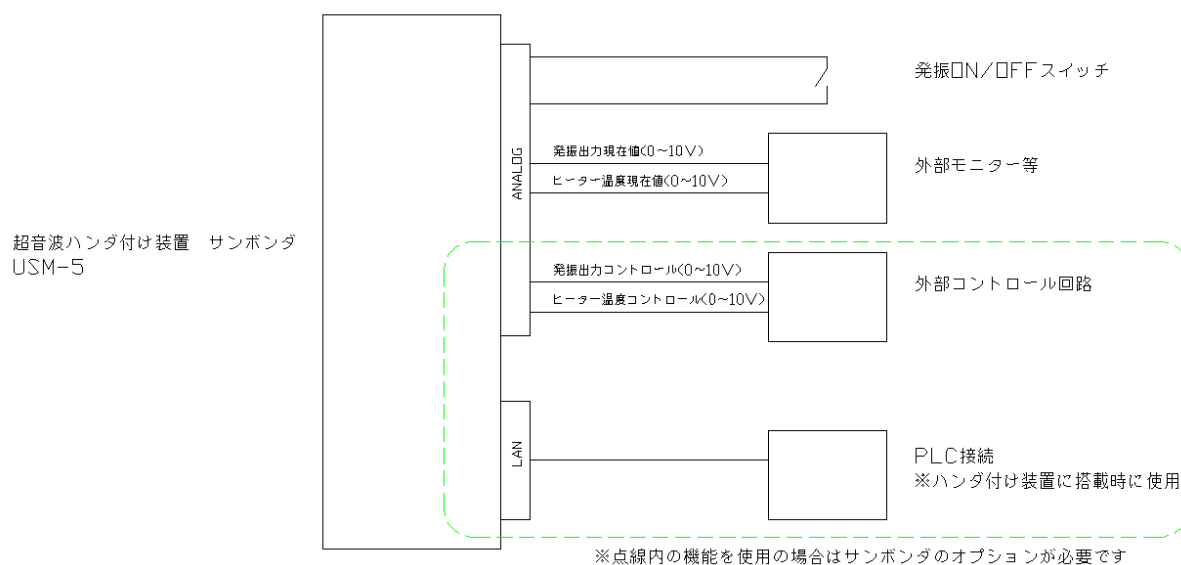 発振ON/OFFスイッチ
ANALOG
発振出力現在値(0~10V)
ヒーター温度現在値(0~10V)
外部モニター等
超音波ハンダ付け装置 サンボンダ
USM-5
発振出力コントロール(0~10V)
ヒーター温度コントロール(0~10V)
外部コントロール回路
LAN
PLC接続
※ハンダ付け装置に搭載時に使用
※点線内の機能を使用の場合はサンボンダのオプションが必要です